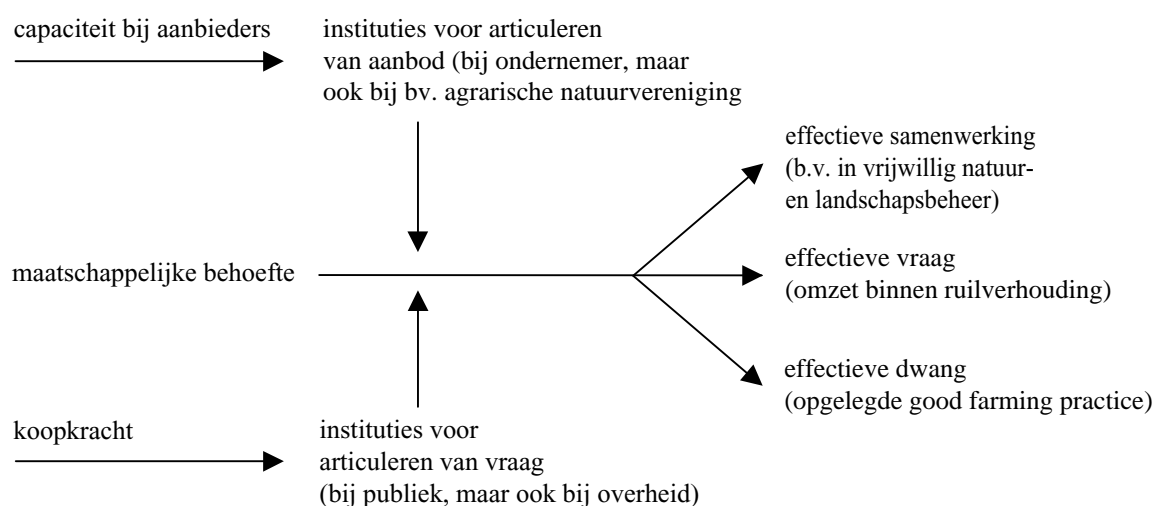 capaciteit bij aanbieders
instituties voor articuleren
van aanbod (bij ondernemer, maar
ook bij bv. agrarische natuurvereniging
effectieve samenwerking
(b.v. in vrijwillig natuur-
en landschapsbeheer)
maatschappelijke behoefte
effectieve vraag
(omzet binnen ruilverhouding)
effectieve dwang
(opgelegde good farming practice)
koopkracht
instituties voor
articuleren van vraag
(bij publiek, maar ook bij overheid)